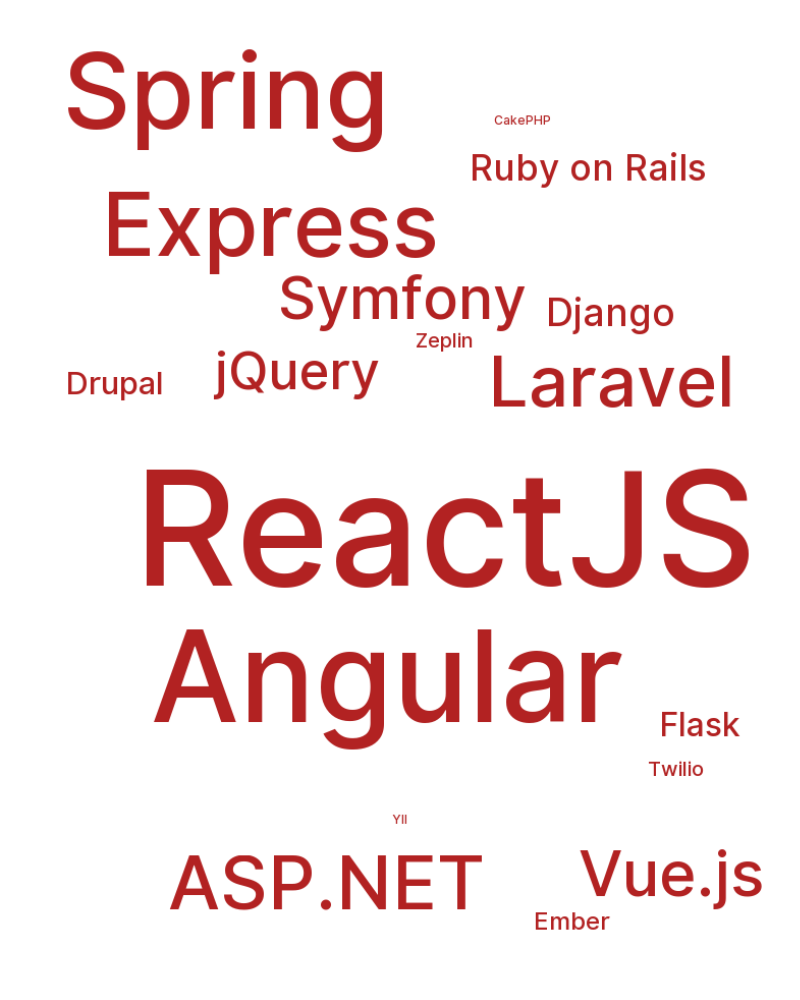 Spring
CakePHP
Ruby on Rails
Express
Symfony
Django
Zeplin
jQuery
Drupal
Laravel
ReactJS
Angular
Flask
Twilio
YII
ASP.NET
Vue.js
Ember